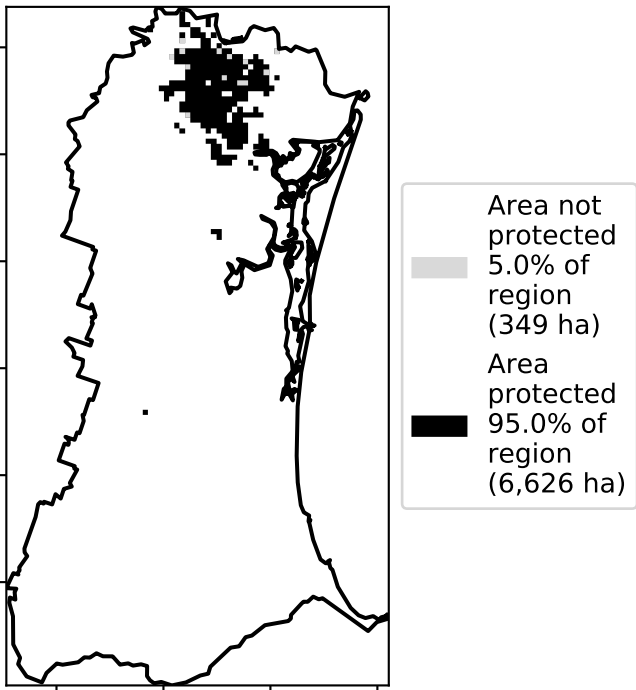 Area not
protected
5.0% of
region
(349 ha)
Area
protected
95.0% of
region
(6,626 ha)